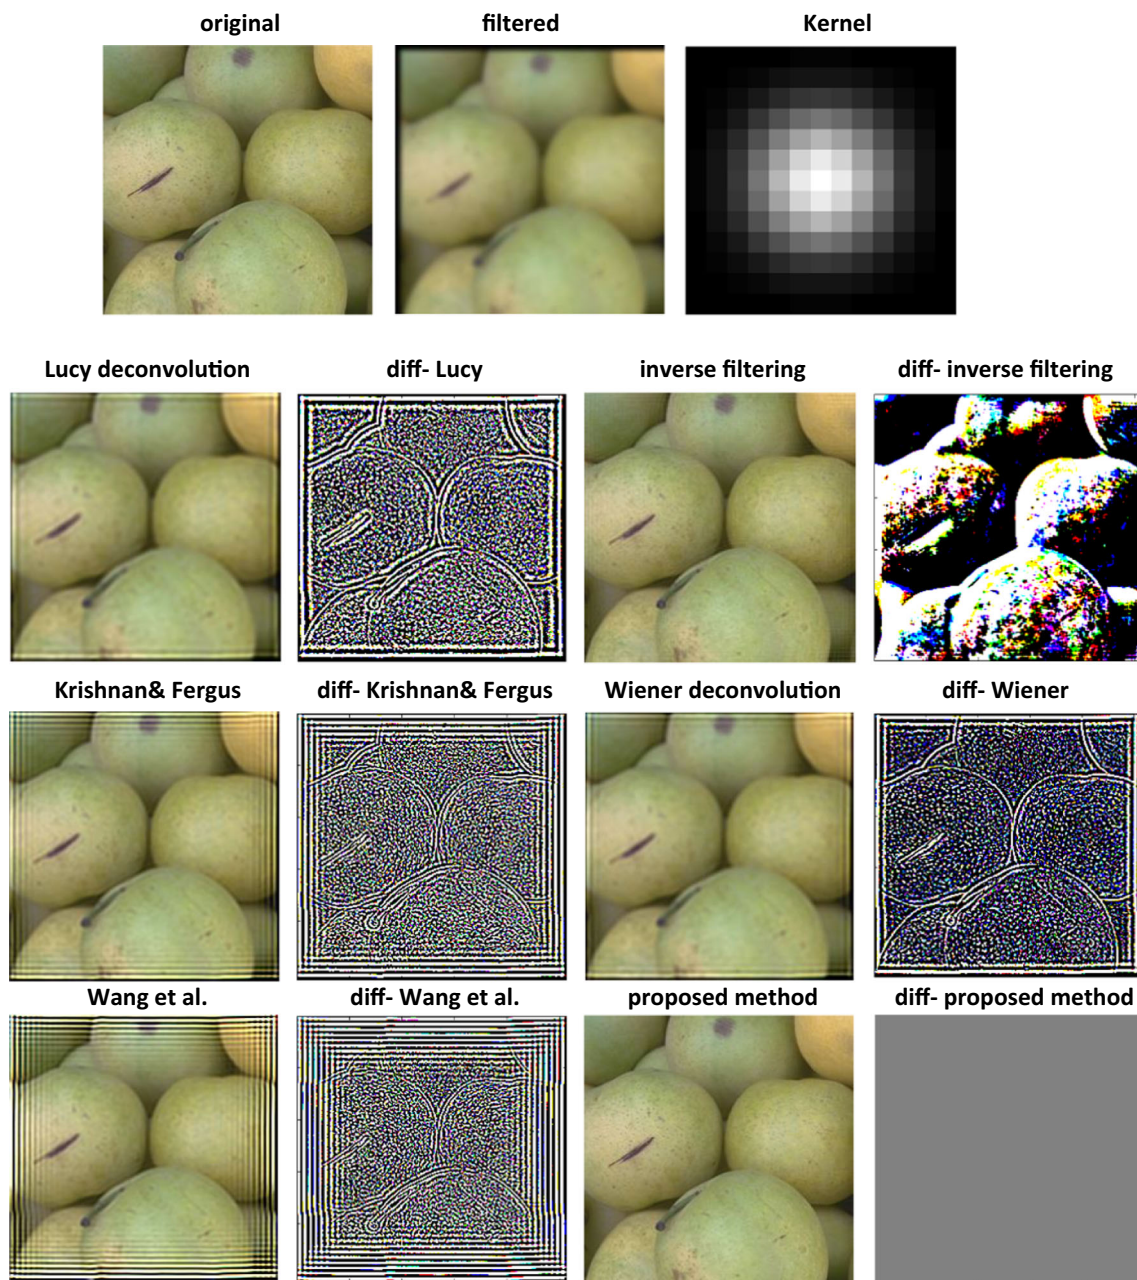 original filtered Kernel
Lucy deconvolution diff- Lucy inverse filtering diff- inverse filtering
Krishnan& Fergus diff- Krishnan& Fergus Wiener deconvolution diff- Wiener
Wang et al. diff- Wang et al. proposed method diff- proposed method